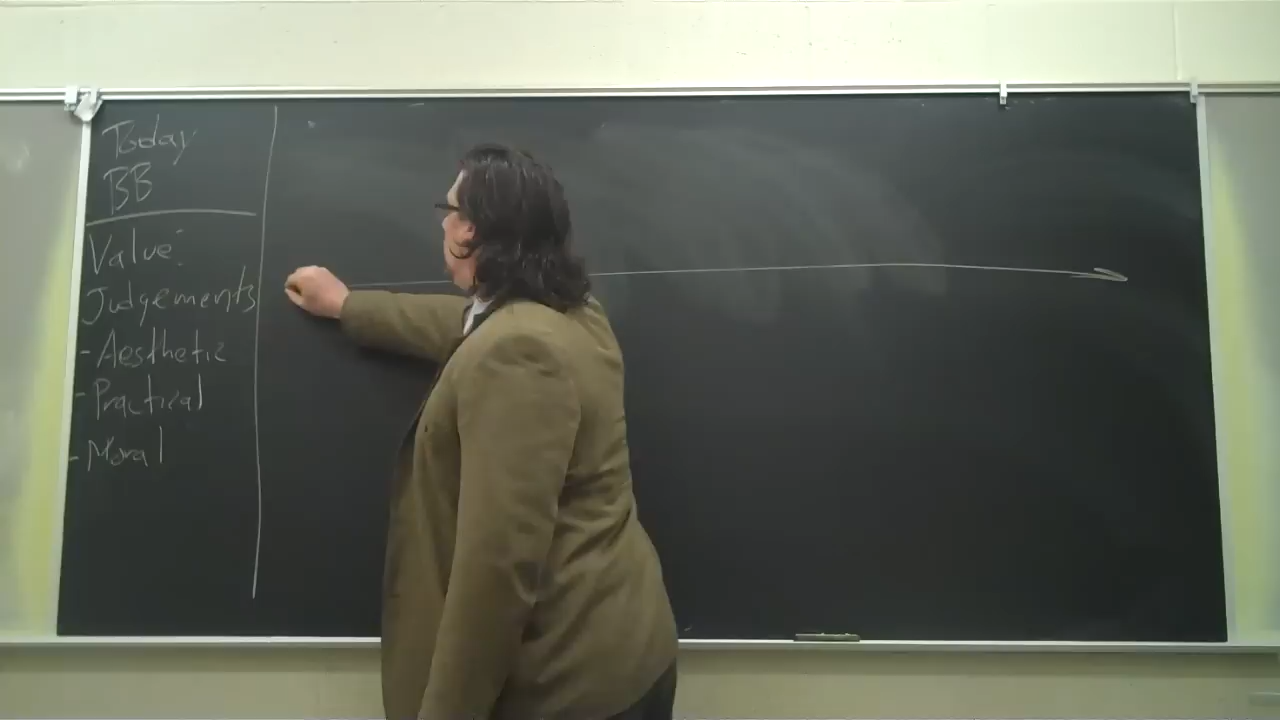 Today
BB
Value:
Judgements
- Aesthetic
- Practical
- Moral